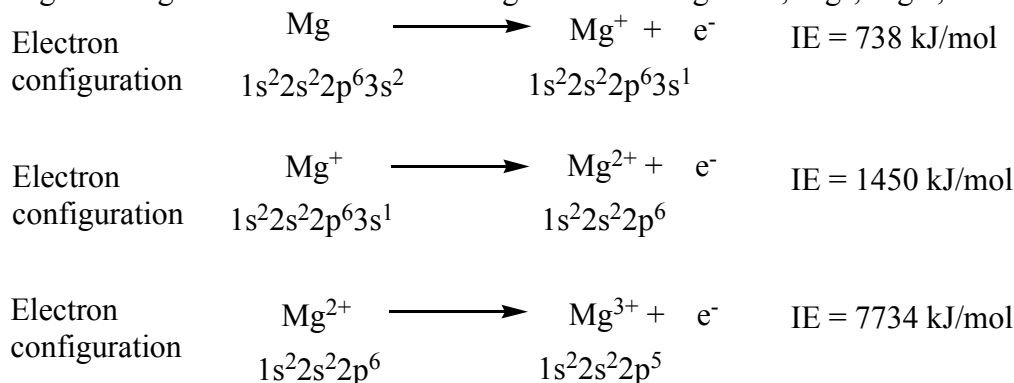 Mg Mg⁺ + e⁻ IE = 738 kJ/mol
Electron
configuration 1s²2s²2p⁶3s² 1s²2s²2p⁶3s¹
Mg⁺ Mg²⁺ + e⁻ IE = 1450 kJ/mol
Electron
configuration 1s²2s²2p⁶3s¹ 1s²2s²2p⁶
Mg²⁺ Mg³⁺ + e⁻ IE = 7734 kJ/mol
Electron
configuration 1s²2s²2p⁶ 1s²2s²2p⁵